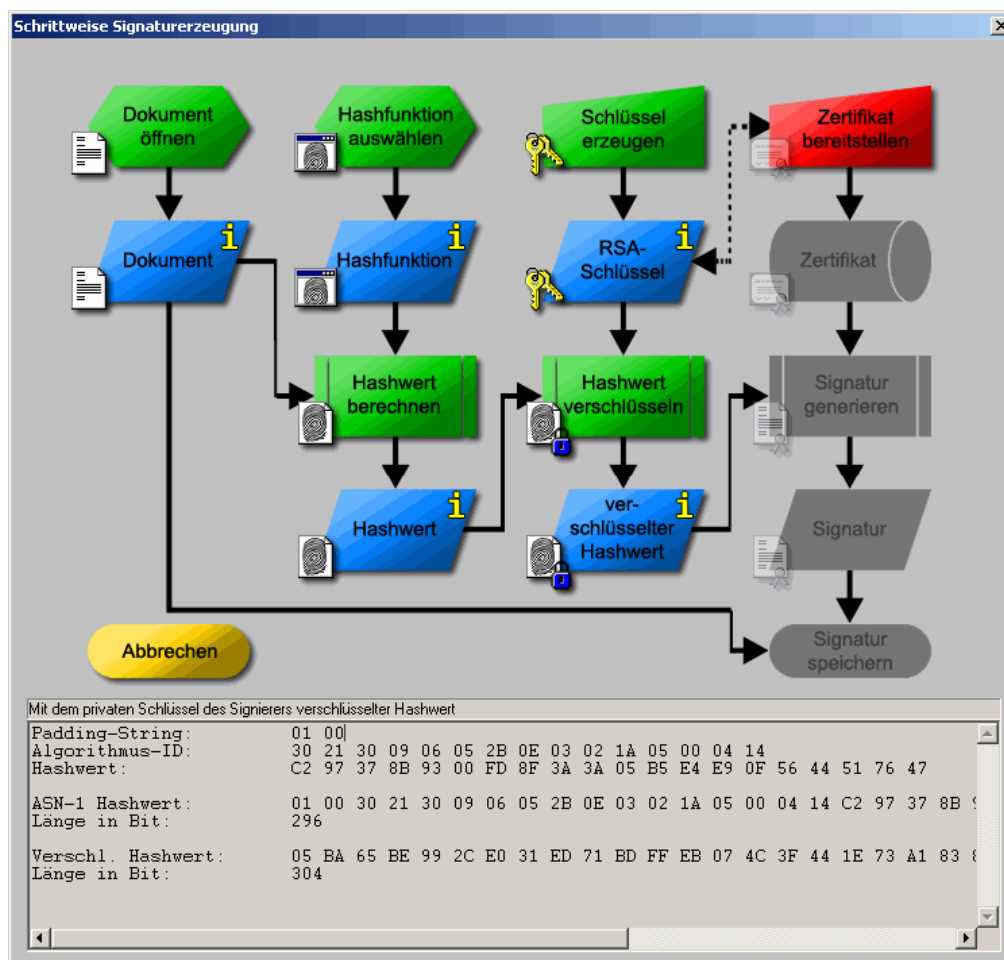 Schrittweise Signaturerzeugung
Dokument
öffnen
Hashfunktion
auswählen
Schlüssel
erzeugen
Zertifikat
bereitstellen
Dokument
i
Hashfunktion
i
RSA-
Schlüssel
i
Zertifikat
Hashwert
berechnen
Hashwert
verschlüsseln
Signatur
generieren
Hashwert
i
ver-
schlüsselter
Hashwert
i
Signatur
Abbrechen
Signatur
speichern
Mit dem privaten Schlüssel des Signierers verschlüsselter Hashwert
Padding-String: 01 00
Algorithmus-ID: 30 21 30 09 06 05 2B 0E 03 02 1A 05 00 04 14
Hashwert: C2 97 37 8B 93 00 FD 8F 3A 3A 05 B5 E4 E9 0F 56 44 51 76 47
ASN-1 Hashwert: 01 00 30 21 30 09 06 05 2B 0E 03 02 1A 05 00 04 14 C2 97 37 8B
Länge in Bit: 296
Verschl. Hashwert: 05 BA 65 BE 99 2C E0 31 ED 71 BD FF EB 07 4C 3F 44 1E 73 A1 83
Länge in Bit: 304